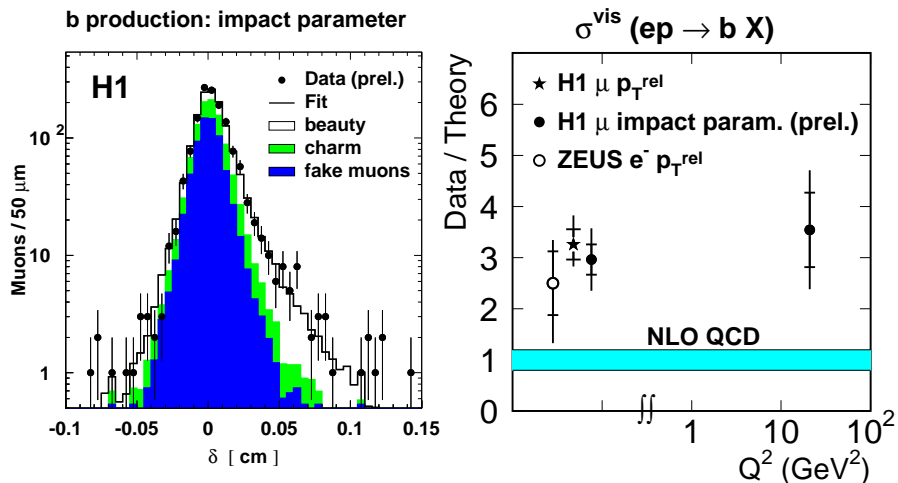 b production: impact parameter
H1
Data (prel.)
Fit
beauty
charm
fake muons
Muons / 50 μm
10²
10
1
-0.1 -0.05 0 0.05 0.1 0.15
δ [ cm ]
σ^vis (ep → b X)
H1 μ p_T^rel
H1 μ impact param. (prel.)
ZEUS e⁻ p_T^rel
Data / Theory
6
5
4
3
2
1
0
NLO QCD
1 10 10²
Q² (GeV²)